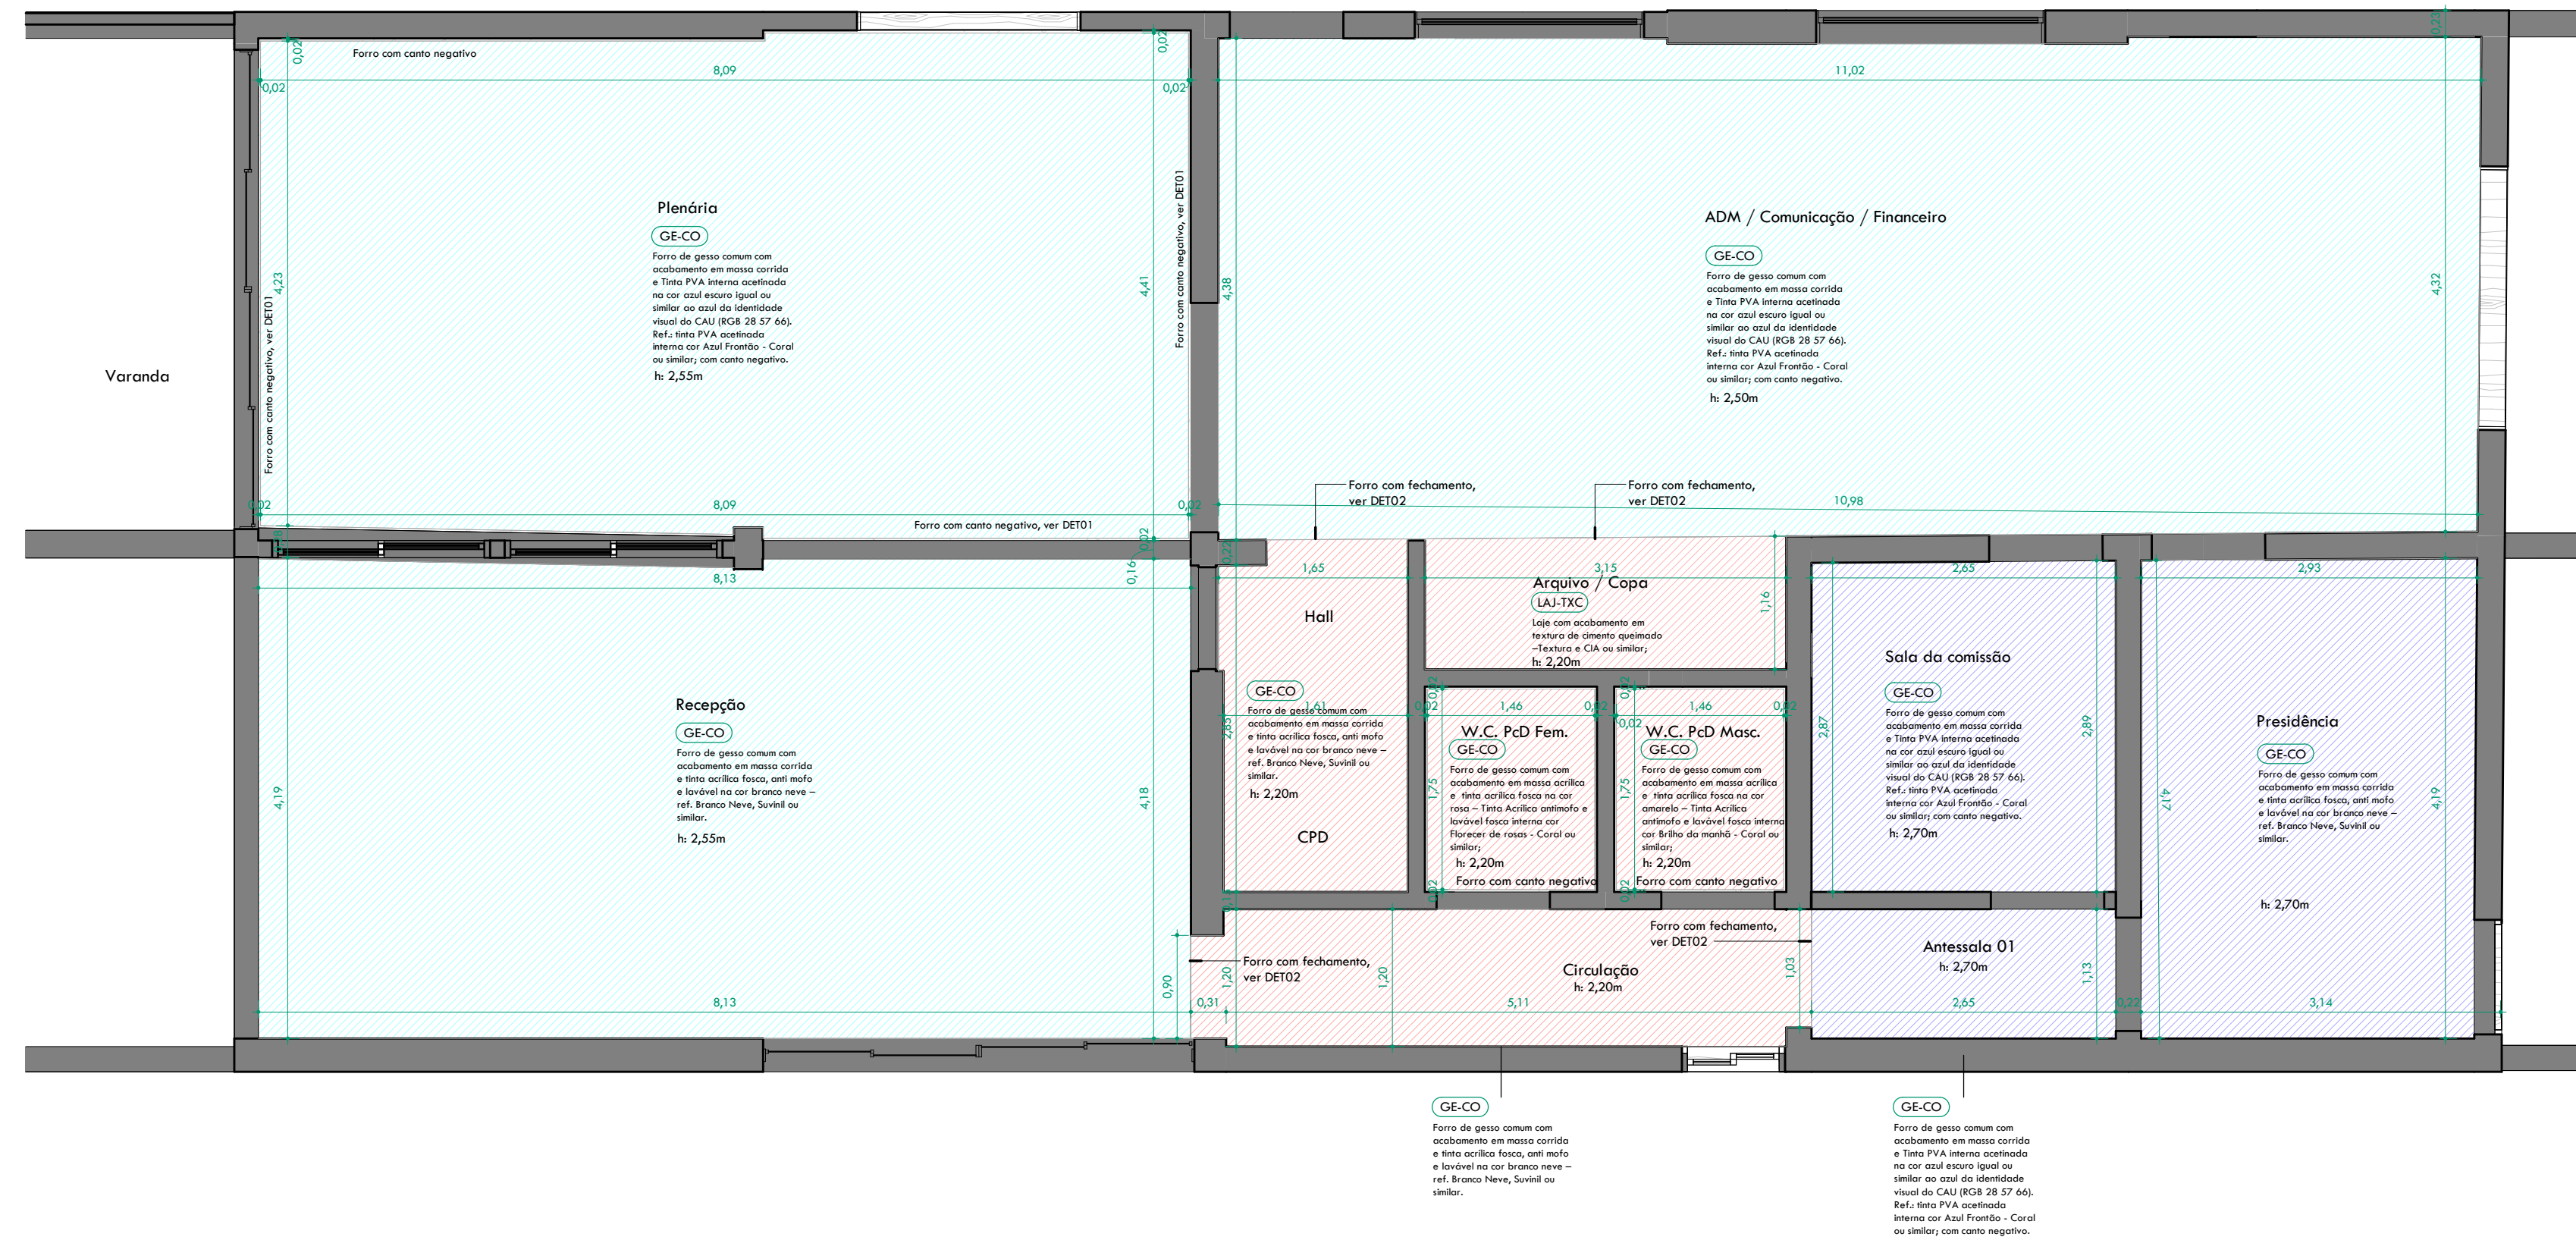 Forro com canto negativo
0,02
8,09
0,02
0,02
0,02
11,02
0,23
Plenária
GE-CO
Forro de gesso comum com
acabamento em massa corrida
e Tinta PVA interna acetinada
na cor azul escuro igual ou
similar ao azul da identidade
visual do CAU (RGB 28 57 66).
Ref.: tinta PVA acetinada
interna cor Azul Frontão - Coral
ou similar; com canto negativo.
h: 2,55m
Forro com canto negativo, ver DET01
4,23
4,41
Forro com canto negativo, ver DET01
4,38
ADM / Comunicação / Financeiro
GE-CO
Forro de gesso comum com
acabamento em massa corrida
e Tinta PVA interna acetinada
na cor azul escuro igual ou
similar ao azul da identidade
visual do CAU (RGB 28 57 66).
Ref.: tinta PVA acetinada
interna cor Azul Frontão - Coral
ou similar; com canto negativo.
h: 2,50m
4,32
Varanda
Forro com fechamento,
ver DET02
Forro com fechamento,
ver DET02
10,98
0,02
8,09
0,02
Forro com canto negativo, ver DET01
0,02
0,16
0,22
8,13
1,65
3,15
2,65
2,93
Hall
Arquivo / Copa
LAJ-TXC
Laje com acabamento em
textura de cimento queimado
–Textura e CIA ou similar;
h: 2,20m
1,16
Recepção
GE-CO
Forro de gesso comum com
acabamento em massa corrida
e tinta acrílica fosca, anti mofo
e lavável na cor branco neve –
ref. Branco Neve, Suvinil ou
similar.
h: 2,55m
4,19
4,18
GE-CO
1,61
2,85
Forro de gesso comum com
acabamento em massa corrida
e tinta acrílica fosca, anti mofo
e lavável na cor branco neve –
ref. Branco Neve, Suvinil ou
similar.
h: 2,20m
CPD
0,02
0,02
1,46
0,02
W.C. PcD Fem.
GE-CO
Forro de gesso comum com
acabamento em massa acrílica
e tinta acrílica fosca na cor
rosa – Tinta Acrílica antimofo e
lavável fosca interna cor
Florecer de rosas - Coral ou
similar;
h: 2,20m
Forro com canto negativo
1,75
0,02
0,02
0,02
1,46
0,02
W.C. PcD Masc.
GE-CO
Forro de gesso comum com
acabamento em massa acrílica
e tinta acrílica fosca na cor
amarelo – Tinta Acrílica
antimofo e lavável fosca interna
cor Brilho da manhã - Coral ou
similar;
h: 2,20m
Forro com canto negativo
1,75
0,02
Sala da comissão
GE-CO
Forro de gesso comum com
acabamento em massa corrida
e Tinta PVA interna acetinada
na cor azul escuro igual ou
similar ao azul da identidade
visual do CAU (RGB 28 57 66).
Ref.: tinta PVA acetinada
interna cor Azul Frontão - Coral
ou similar; com canto negativo.
h: 2,70m
2,87
2,89
Presidência
GE-CO
Forro de gesso comum com
acabamento em massa corrida
e tinta acrílica fosca, anti mofo
e lavável na cor branco neve –
ref. Branco Neve, Suvinil ou
similar.
h: 2,70m
4,17
4,19
Forro com fechamento,
ver DET02
Forro com fechamento,
ver DET02
Circulação
h: 2,20m
Antessala 01
h: 2,70m
0,90
1,20
1,20
1,03
1,13
8,13
0,31
5,11
2,65
0,22
3,14
GE-CO
Forro de gesso comum com
acabamento em massa corrida
e tinta acrílica fosca, anti mofo
e lavável na cor branco neve –
ref. Branco Neve, Suvinil ou
similar.
GE-CO
Forro de gesso comum com
acabamento em massa corrida
e Tinta PVA interna acetinada
na cor azul escuro igual ou
similar ao azul da identidade
visual do CAU (RGB 28 57 66).
Ref.: tinta PVA acetinada
interna cor Azul Frontão - Coral
ou similar; com canto negativo.